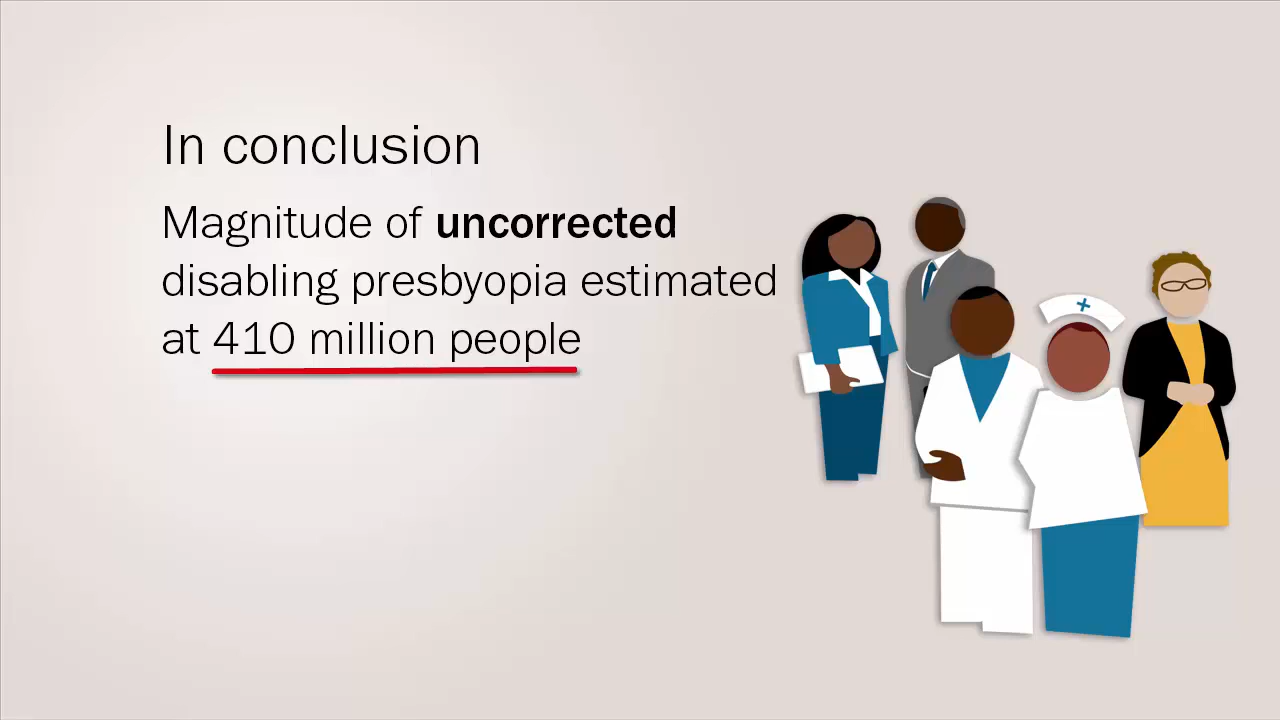 In conclusion
Magnitude of uncorrected
disabling presbyopia estimated
at 410 million people